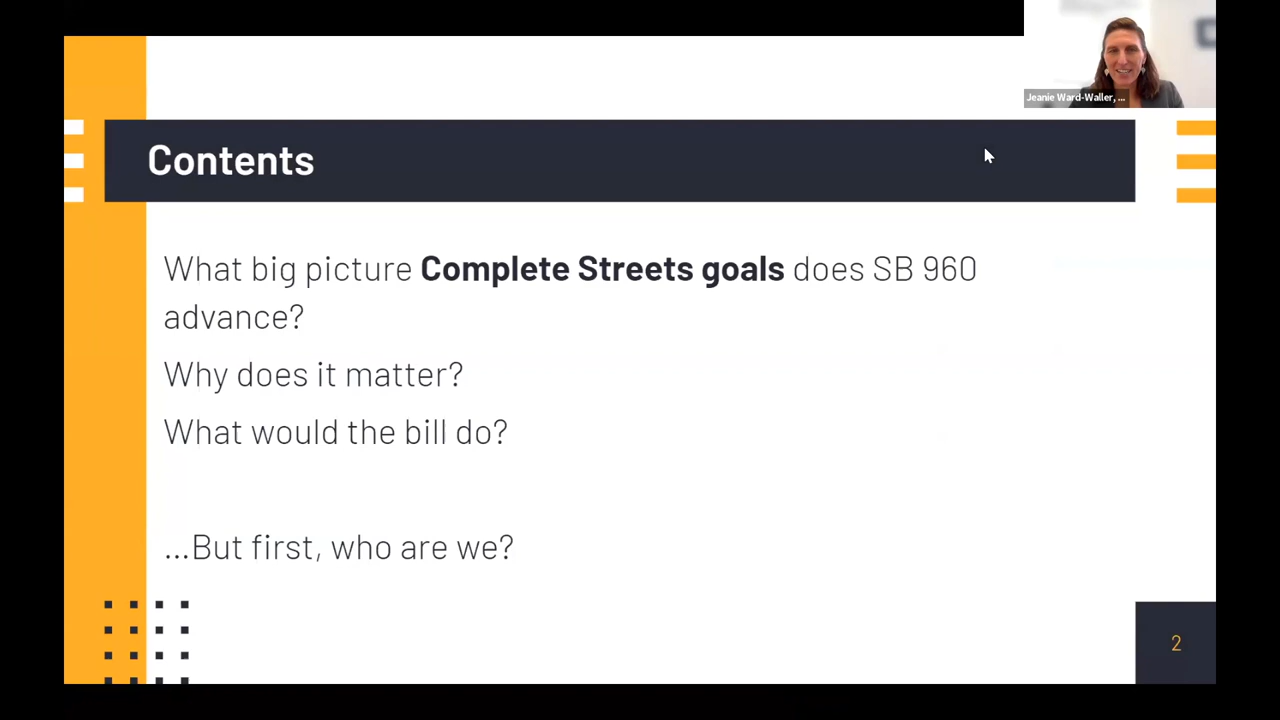 Jeanie Ward-Waller, ...
Contents
What big picture Complete Streets goals does SB 960
advance?
Why does it matter?
What would the bill do?
...But first, who are we?
2